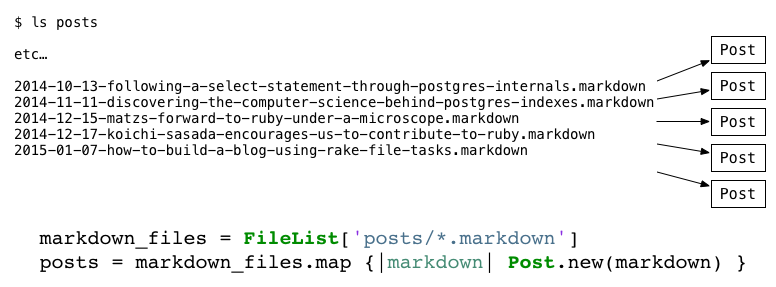 $ ls posts
etc…
2014-10-13-following-a-select-statement-through-postgres-internals.markdown
2014-11-11-discovering-the-computer-science-behind-postgres-indexes.markdown
2014-12-15-matzs-forward-to-ruby-under-a-microscope.markdown
2014-12-17-koichi-sasada-encourages-us-to-contribute-to-ruby.markdown
2015-01-07-how-to-build-a-blog-using-rake-file-tasks.markdown
Post
Post
Post
Post
Post
markdown_files = FileList['posts/*.markdown']
posts = markdown_files.map {|markdown| Post.new(markdown) }